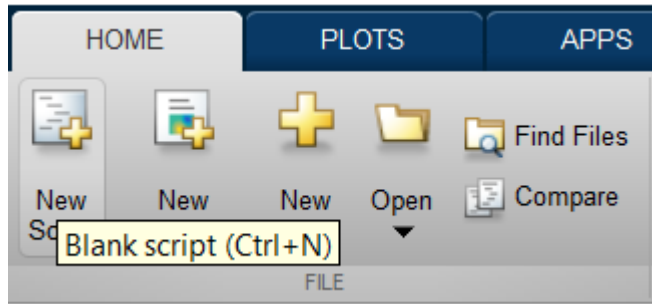 HOME PLOTS APPS
New New New Open Find Files
Compare
Blank script (Ctrl+N)
FILE